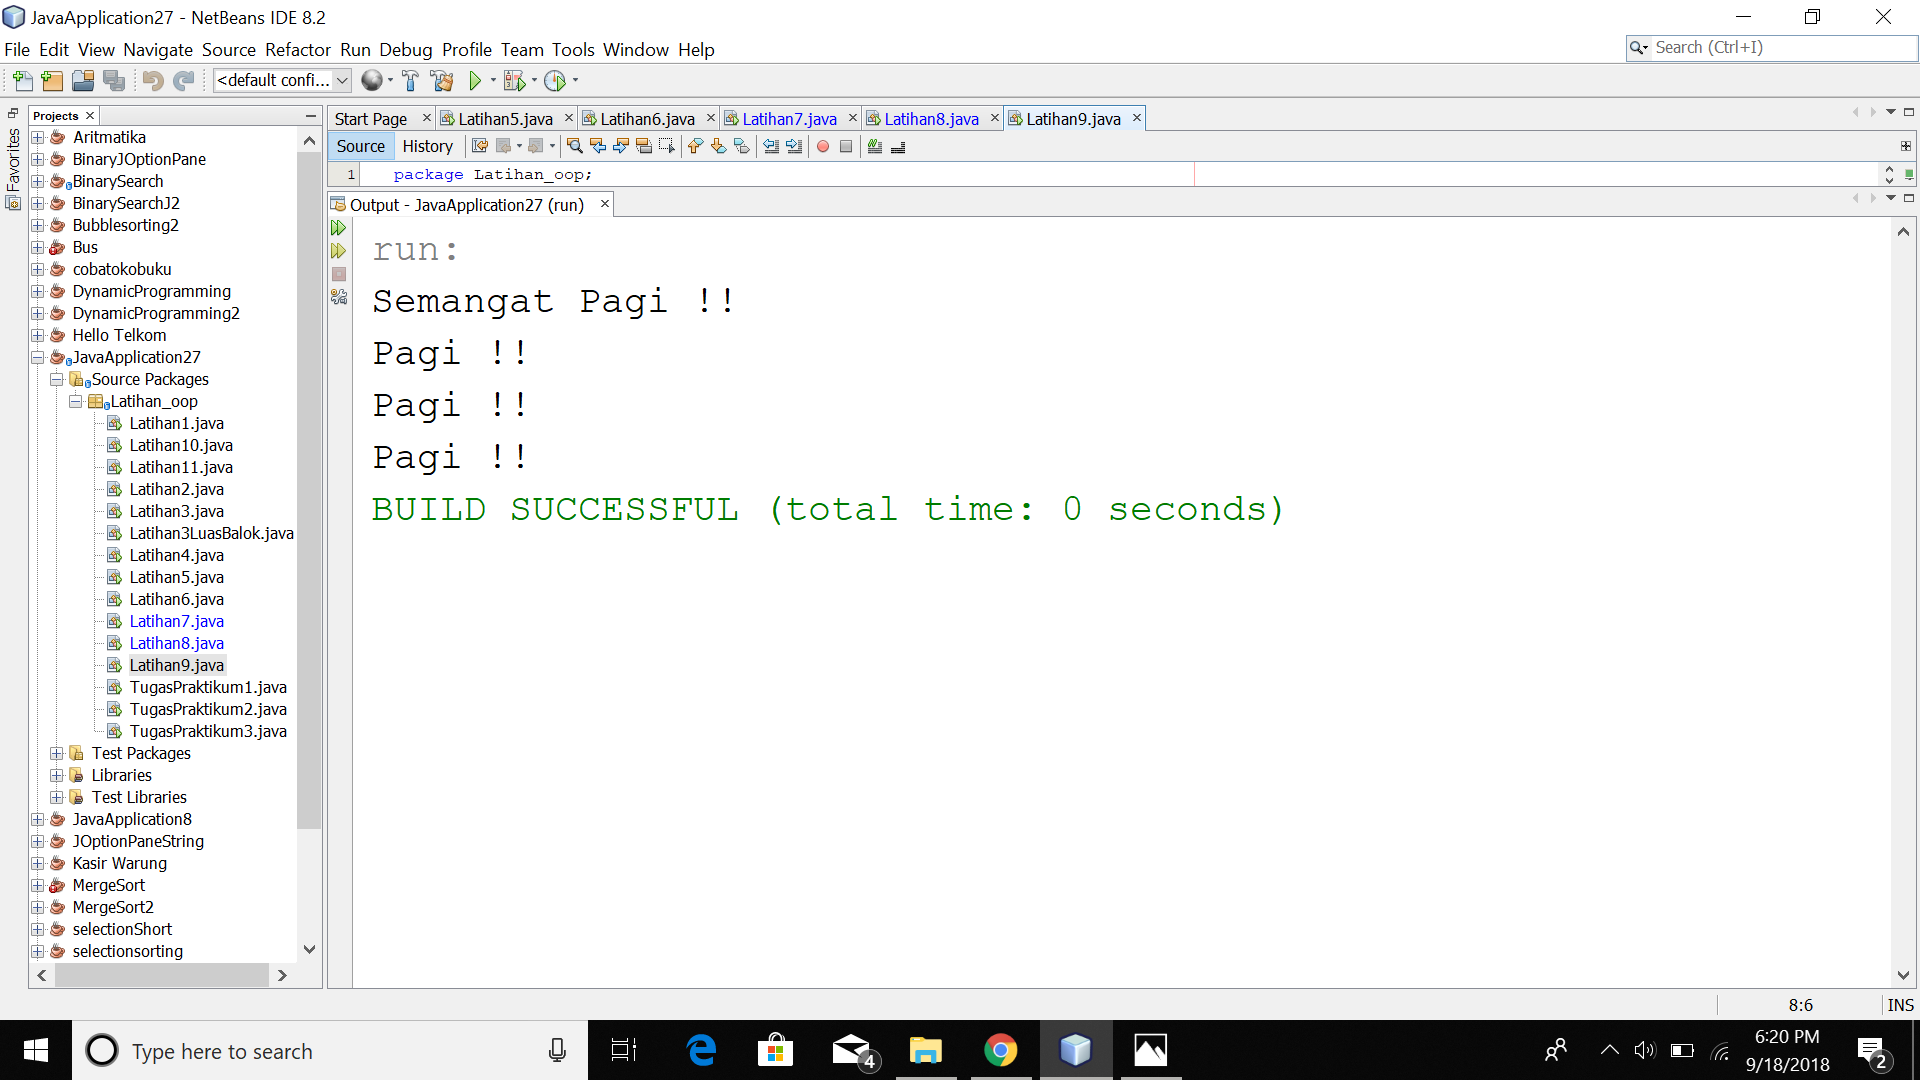 JavaApplication27 - NetBeans IDE 8.2
File Edit View Navigate Source Refactor Run Debug Profile Team Tools Window Help
Search (Ctrl+I)
<default confi...
Favorites
Projects
Aritmatika
BinaryJOptionPane
BinarySearch
BinarySearchJ2
Bubblesorting2
Bus
cobatokobuku
DynamicProgramming
DynamicProgramming2
Hello Telkom
JavaApplication27
Source Packages
Latihan_oop
Latihan1.java
Latihan10.java
Latihan11.java
Latihan2.java
Latihan3.java
Latihan3LuasBalok.java
Latihan4.java
Latihan5.java
Latihan6.java
Latihan7.java
Latihan8.java
Latihan9.java
TugasPraktikum1.java
TugasPraktikum2.java
TugasPraktikum3.java
Test Packages
Libraries
Test Libraries
JavaApplication8
JOptionPaneString
Kasir Warung
MergeSort
MergeSort2
selectionShort
selectionsorting
Start Page Latihan5.java Latihan6.java Latihan7.java Latihan8.java Latihan9.java
Source History
1 package Latihan_oop;
Output - JavaApplication27 (run)
run:
Semangat Pagi !!
Pagi !!
Pagi !!
Pagi !!
BUILD SUCCESSFUL (total time: 0 seconds)
8:6 INS
Type here to search
4
6:20 PM
9/18/2018
2